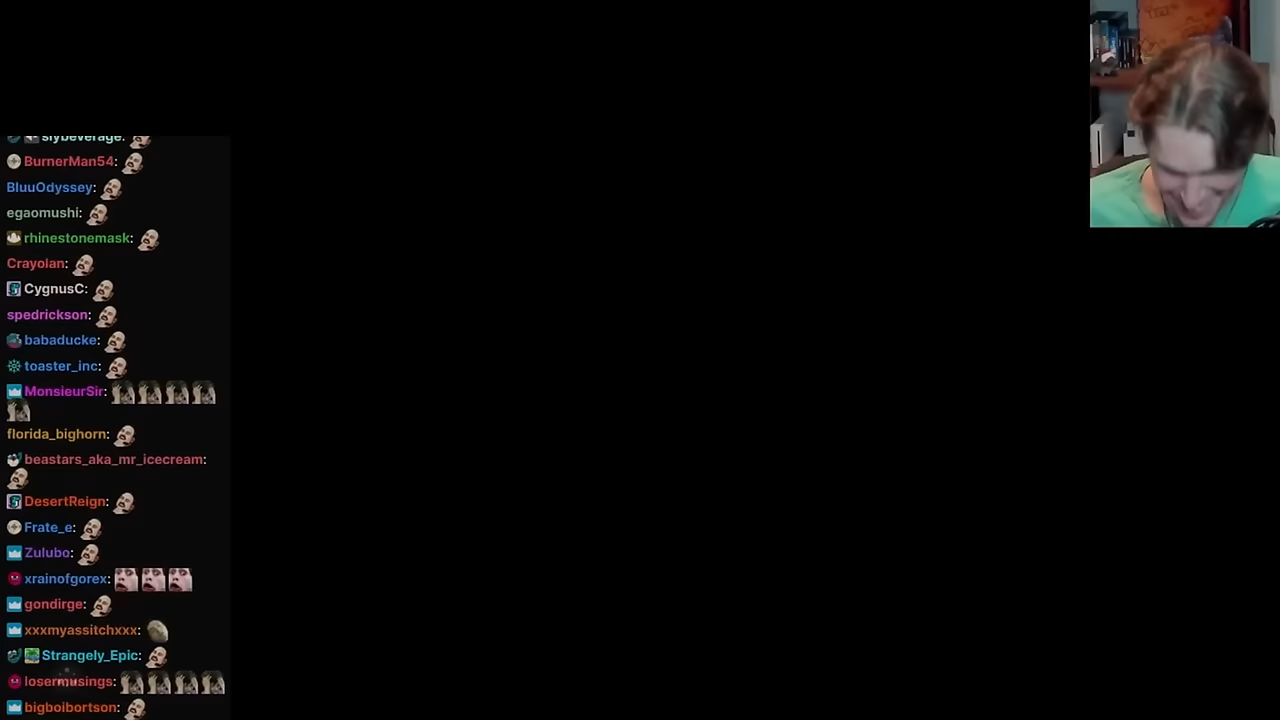 slybeverage:
BurnerMan54:
BluuOdyssey:
egaomushi:
rhinestonemask:
Crayolan:
CygnusC:
spedrickson:
babaducke:
toaster_inc:
MonsieurSir:
florida_bighorn:
beastars_aka_mr_icecream:
DesertReign:
Frate_e:
Zulubo:
xrainofgorex:
gondirge:
xxxmyassitchxxx:
Strangely_Epic:
losermusings:
bigboibortson: